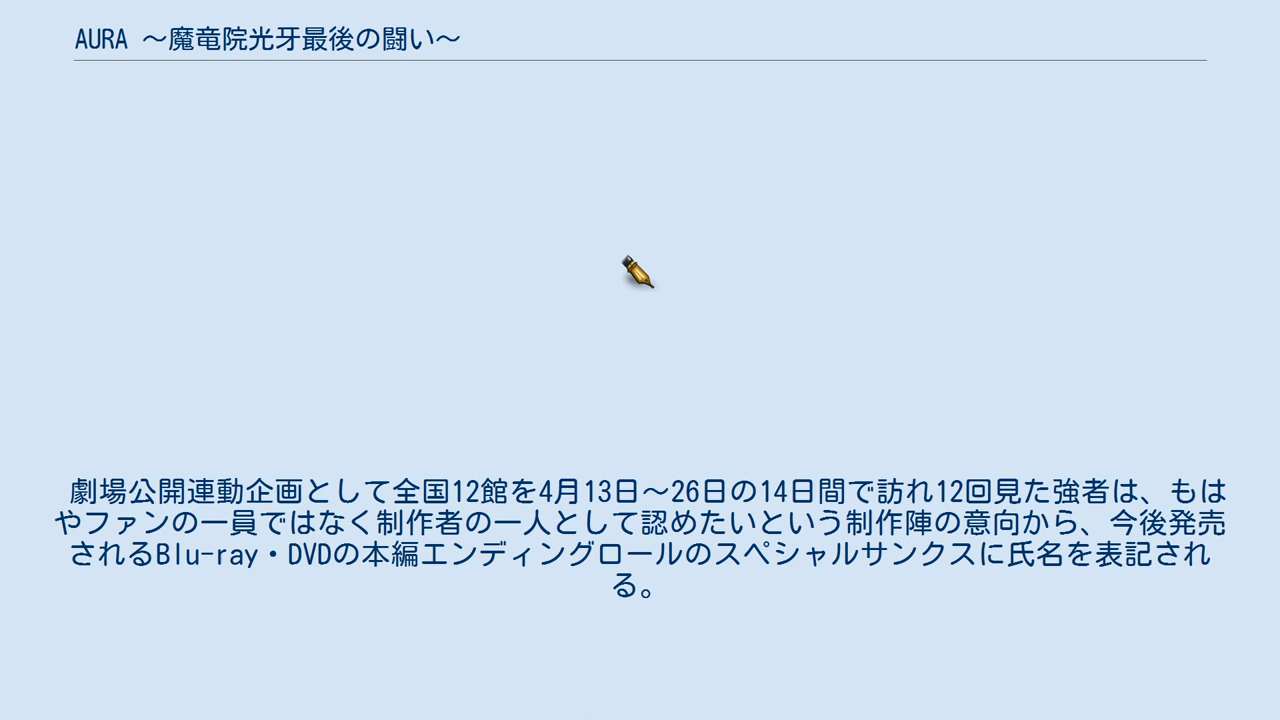 AURA ～魔竜院光牙最後の闘い～
劇場公開連動企画として全国12館を4月13日～26日の14日間で訪れ12回見た強者は、もは
やファンの一員ではなく制作者の一人として認めたいという制作陣の意向から、今後発売
されるBlu-ray・DVDの本編エンディングロールのスペシャルサンクスに氏名を表記され
る。